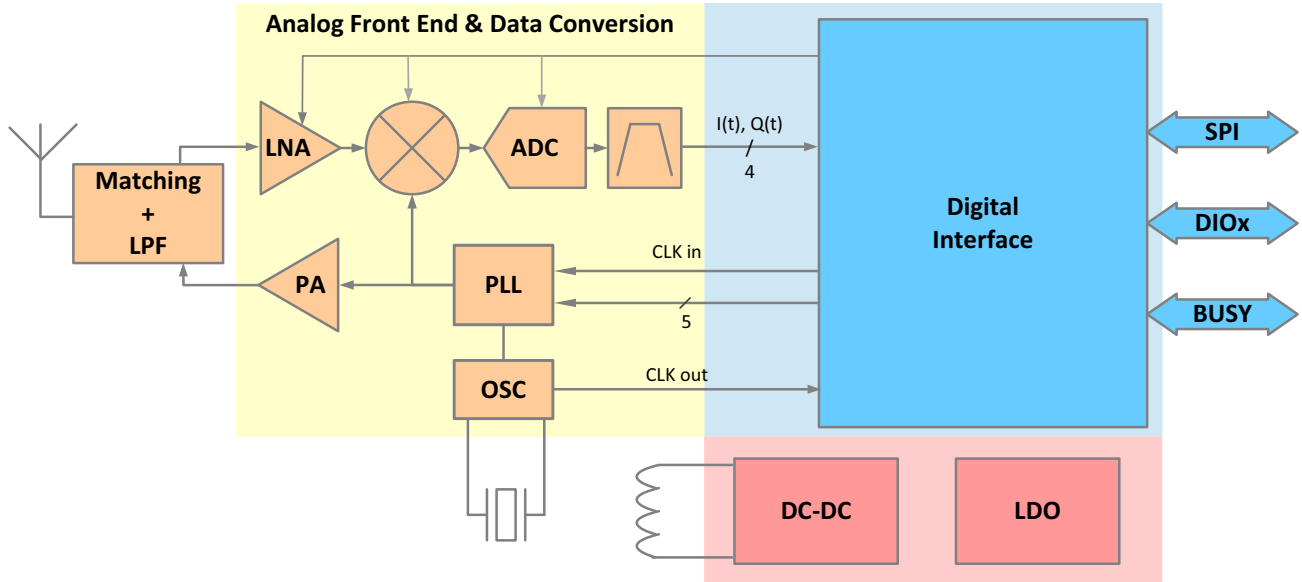 Analog Front End & Data Conversion
LNA
ADC
I(t), Q(t)
4
SPI
Matching
+
LPF
Digital
Interface
DIOx
CLK in
PA
PLL
5
BUSY
OSC
CLK out
DC-DC
LDO